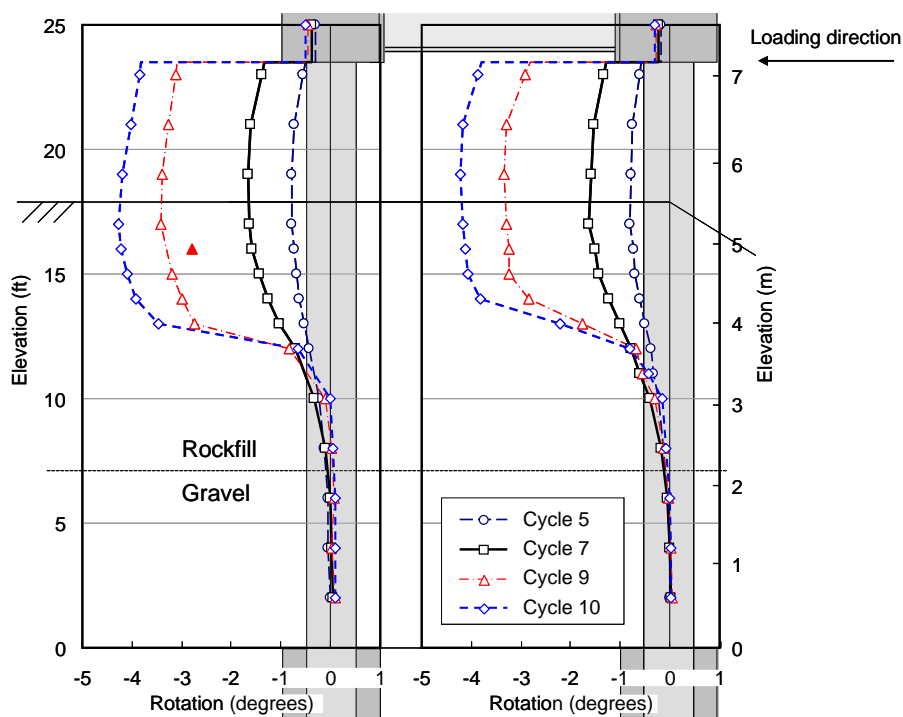 Loading direction
25
20
15
10
5
0
Elevation (ft)
7
6
5
4
3
2
1
0
Elevation (m)
Rockfill
Gravel
Cycle 5
Cycle 7
Cycle 9
Cycle 10
-5 -4 -3 -2 -1 0 1
-5 -4 -3 -2 -1 0 1
Rotation (degrees)
Rotation (degrees)